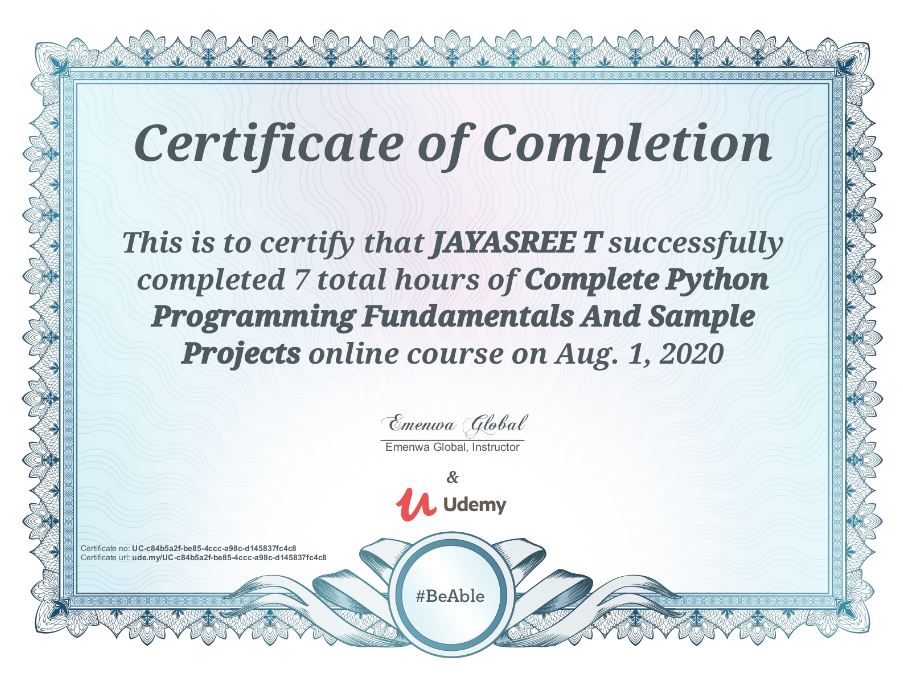 Certificate of Completion
This is to certify that JAYASREE T successfully
completed 7 total hours of Complete Python
Programming Fundamentals And Sample
Projects online course on Aug. 1, 2020
Emenwa Global
Emenwa Global, Instructor
&
Udemy
Certificate no: UC-c84b5a2f-be85-4ccc-a98c-d145837fc4c8
Certificate url: ude.my/UC-c84b5a2f-be85-4ccc-a98c-d145837fc4c8
#BeAble